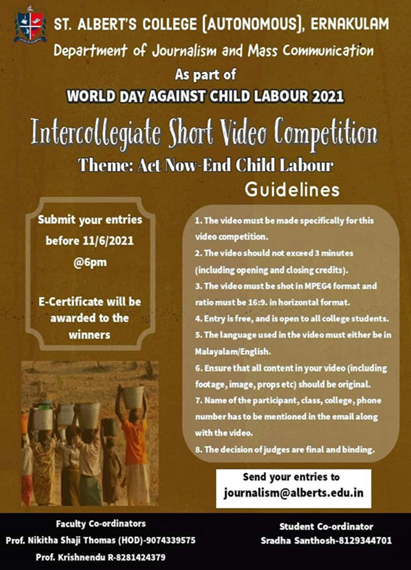 ST. ALBERT'S COLLEGE (AUTONOMOUS), ERNAKULAM
Department of Journalism and Mass Communication
As part of
WORLD DAY AGAINST CHILD LABOUR 2021
Intercollegiate Short Video Competition
Theme: Act Now-End Child Labour
Guidelines
Submit your entries
before 11/6/2021
@6pm
E-Certificate will be
awarded to the
winners
1. The video must be made specifically for this
video competition.
2. The video should not exceed 3 minutes
(including opening and closing credits).
3. The video must be shot in MPEG4 format and
ratio must be 16:9. in horizontal format.
4. Entry is free, and is open to all college students.
5. The language used in the video must either be in
Malayalam/English.
6. Ensure that all content in your video (including
footage, image, props etc) should be original.
7. Name of the participant, class, college, phone
number has to be mentioned in the email along
with the video.
8. The decision of judges are final and binding.
Send your entries to
journalism@alberts.edu.in
Faculty Co-ordinators
Prof. Nikitha Shaji Thomas (HOD)-9074339575
Prof. Krishnendu R-8281424379
Student Co-ordinator
Sradha Santhosh-8129344701